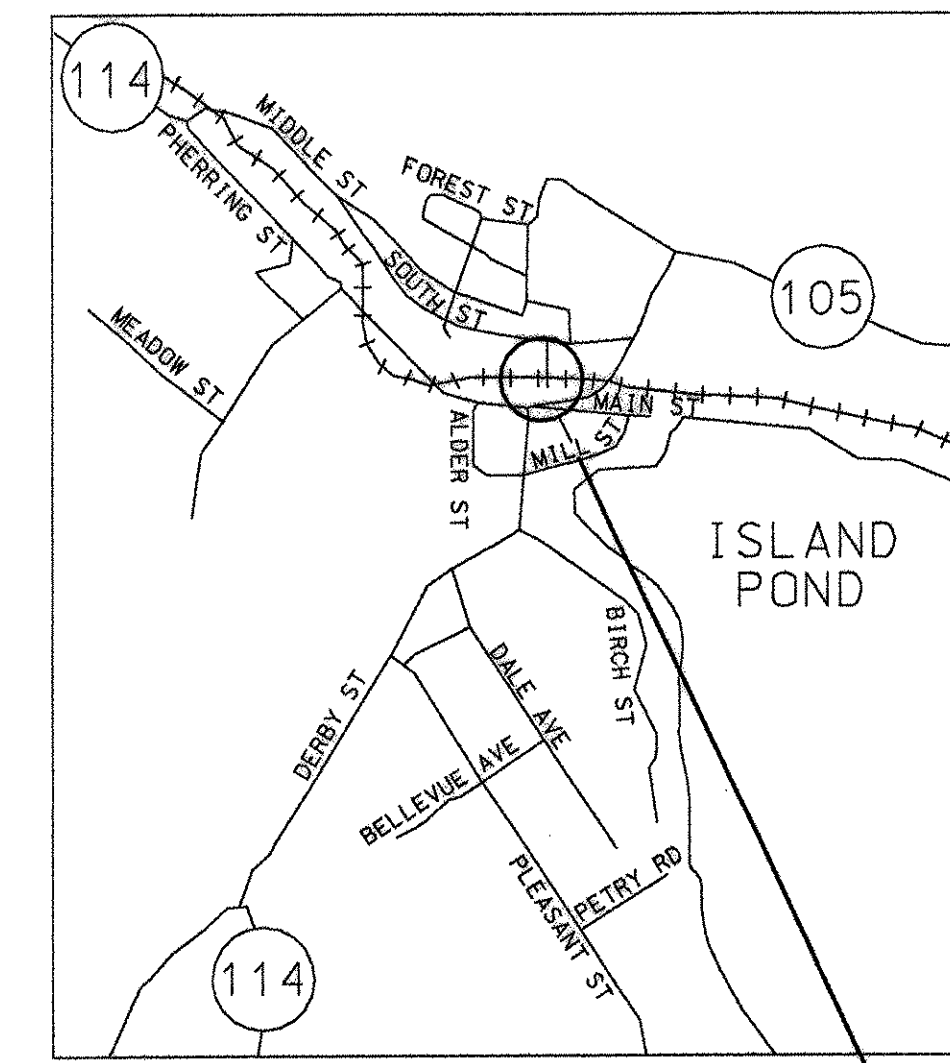 114
MIDDLE ST
PHERRING ST
FOREST ST
SOUTH ST
105
MEADOW ST
MAIN ST
ALDER ST
MILL ST
ISLAND
POND
BIRCH ST
DALE AVE
DERBY ST
BELLEVUE AVE
PLEASANT ST
PETRY RD
114